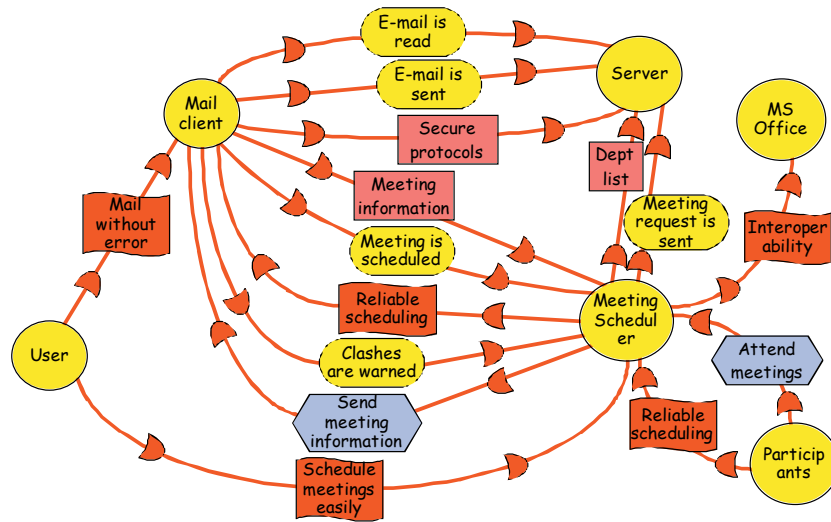 E-mail is
read
E-mail is
sent
Server
Mail
client
MS
Office
Secure
protocols
Dept
list
Meeting
information
Mail
without
error
Meeting
request is
sent
Interoper
ability
Meeting is
scheduled
Reliable
scheduling
Meeting
Schedul
er
User
Clashes
are warned
Attend
meetings
Send
meeting
information
Reliable
scheduling
Schedule
meetings
easily
Particip
ants